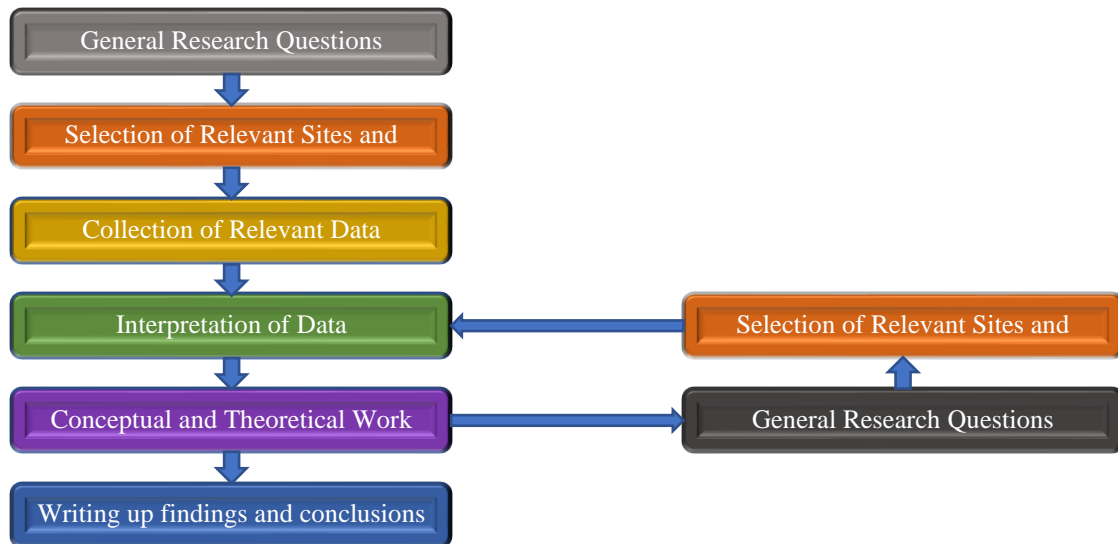 General Research Questions
Selection of Relevant Sites and
Collection of Relevant Data
Interpretation of Data
Selection of Relevant Sites and
Conceptual and Theoretical Work
General Research Questions
Writing up findings and conclusions